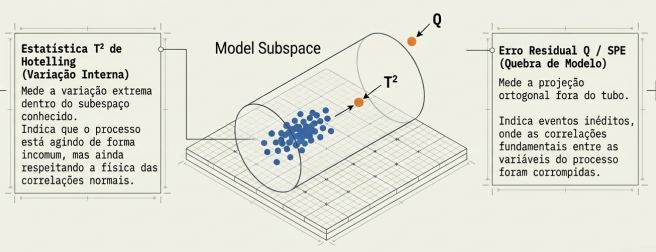 Estatística T² de
Hotelling
(Variação Interna)
Mede a variação extrema
dentro do subespaço
conhecido.
Indica que o processo
está agindo de forma
incomum, mas ainda
respeitando a física das
correlações normais.
Model Subspace
Q
T²
Erro Residual Q / SPE
(Quebra de Modelo)
Mede a projeção
ortogonal fora do tubo.
Indica eventos inéditos,
onde as correlações
fundamentais entre as
variáveis do processo
foram corrompidas.